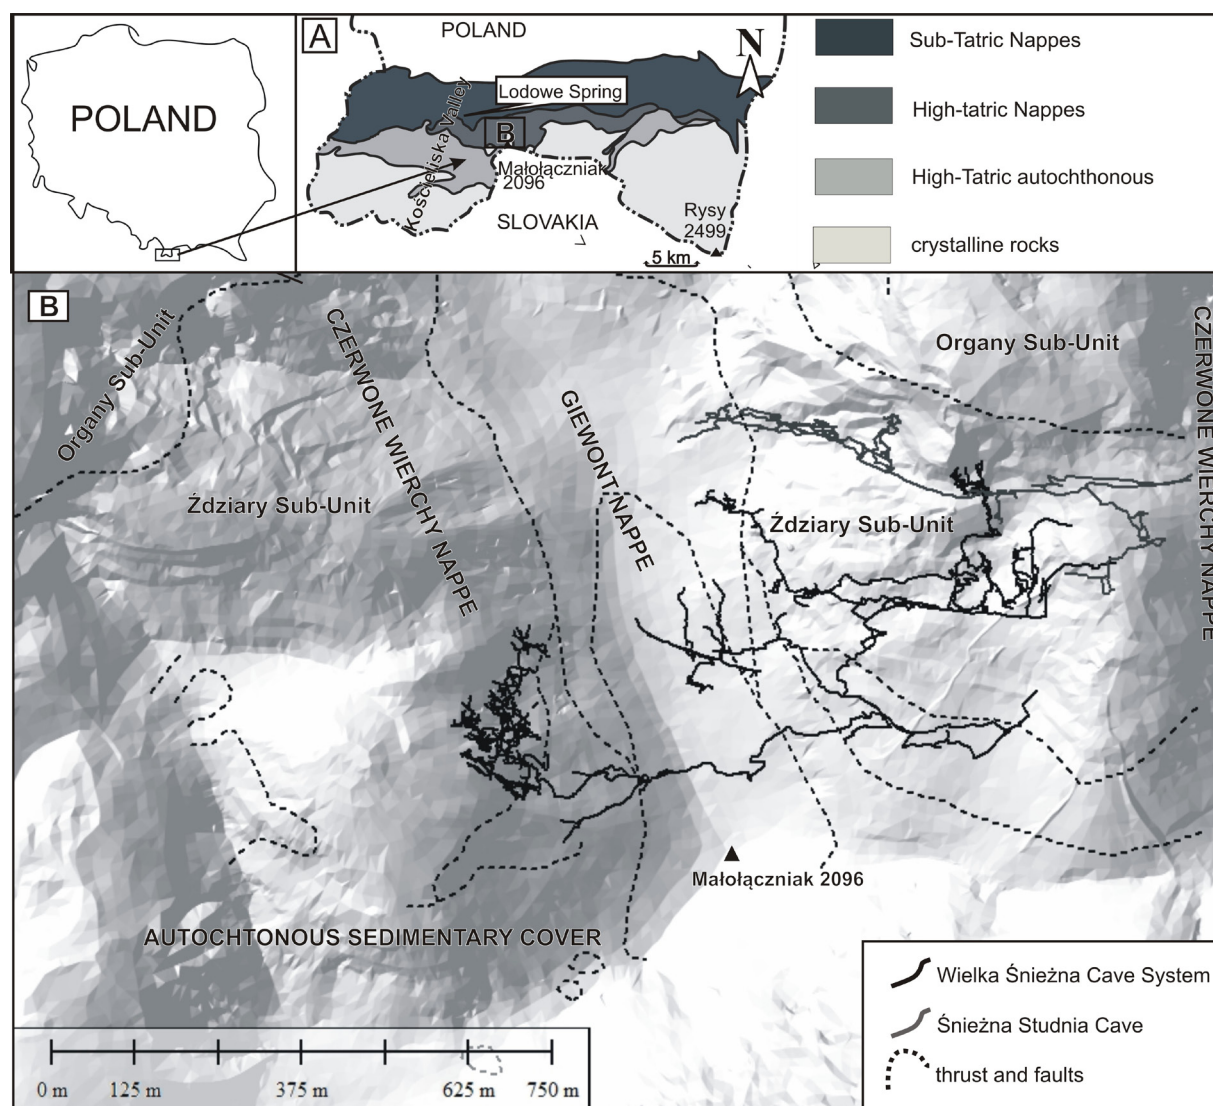 POLAND
A
POLAND
N
Lodowe Spring
Kościeliska Valley
B
Małołączniak
2096
SLOVAKIA
Rysy
2499
5 km
Sub-Tatric Nappes
High-tatric Nappes
High-Tatric autochthonous
crystalline rocks
B
Organy Sub-Unit
CZERWONE WIERCHY NAPPE
GIEWONT NAPPE
Organy Sub-Unit
CZERWONE WIERCHY NAPPE
Ździary Sub-Unit
Ździary Sub-Unit
Małołączniak 2096
AUTOCHTONOUS SEDIMENTARY COVER
Wielka Śnieżna Cave System
Śnieżna Studnia Cave
thrust and faults
0 m
125 m
375 m
625 m
750 m